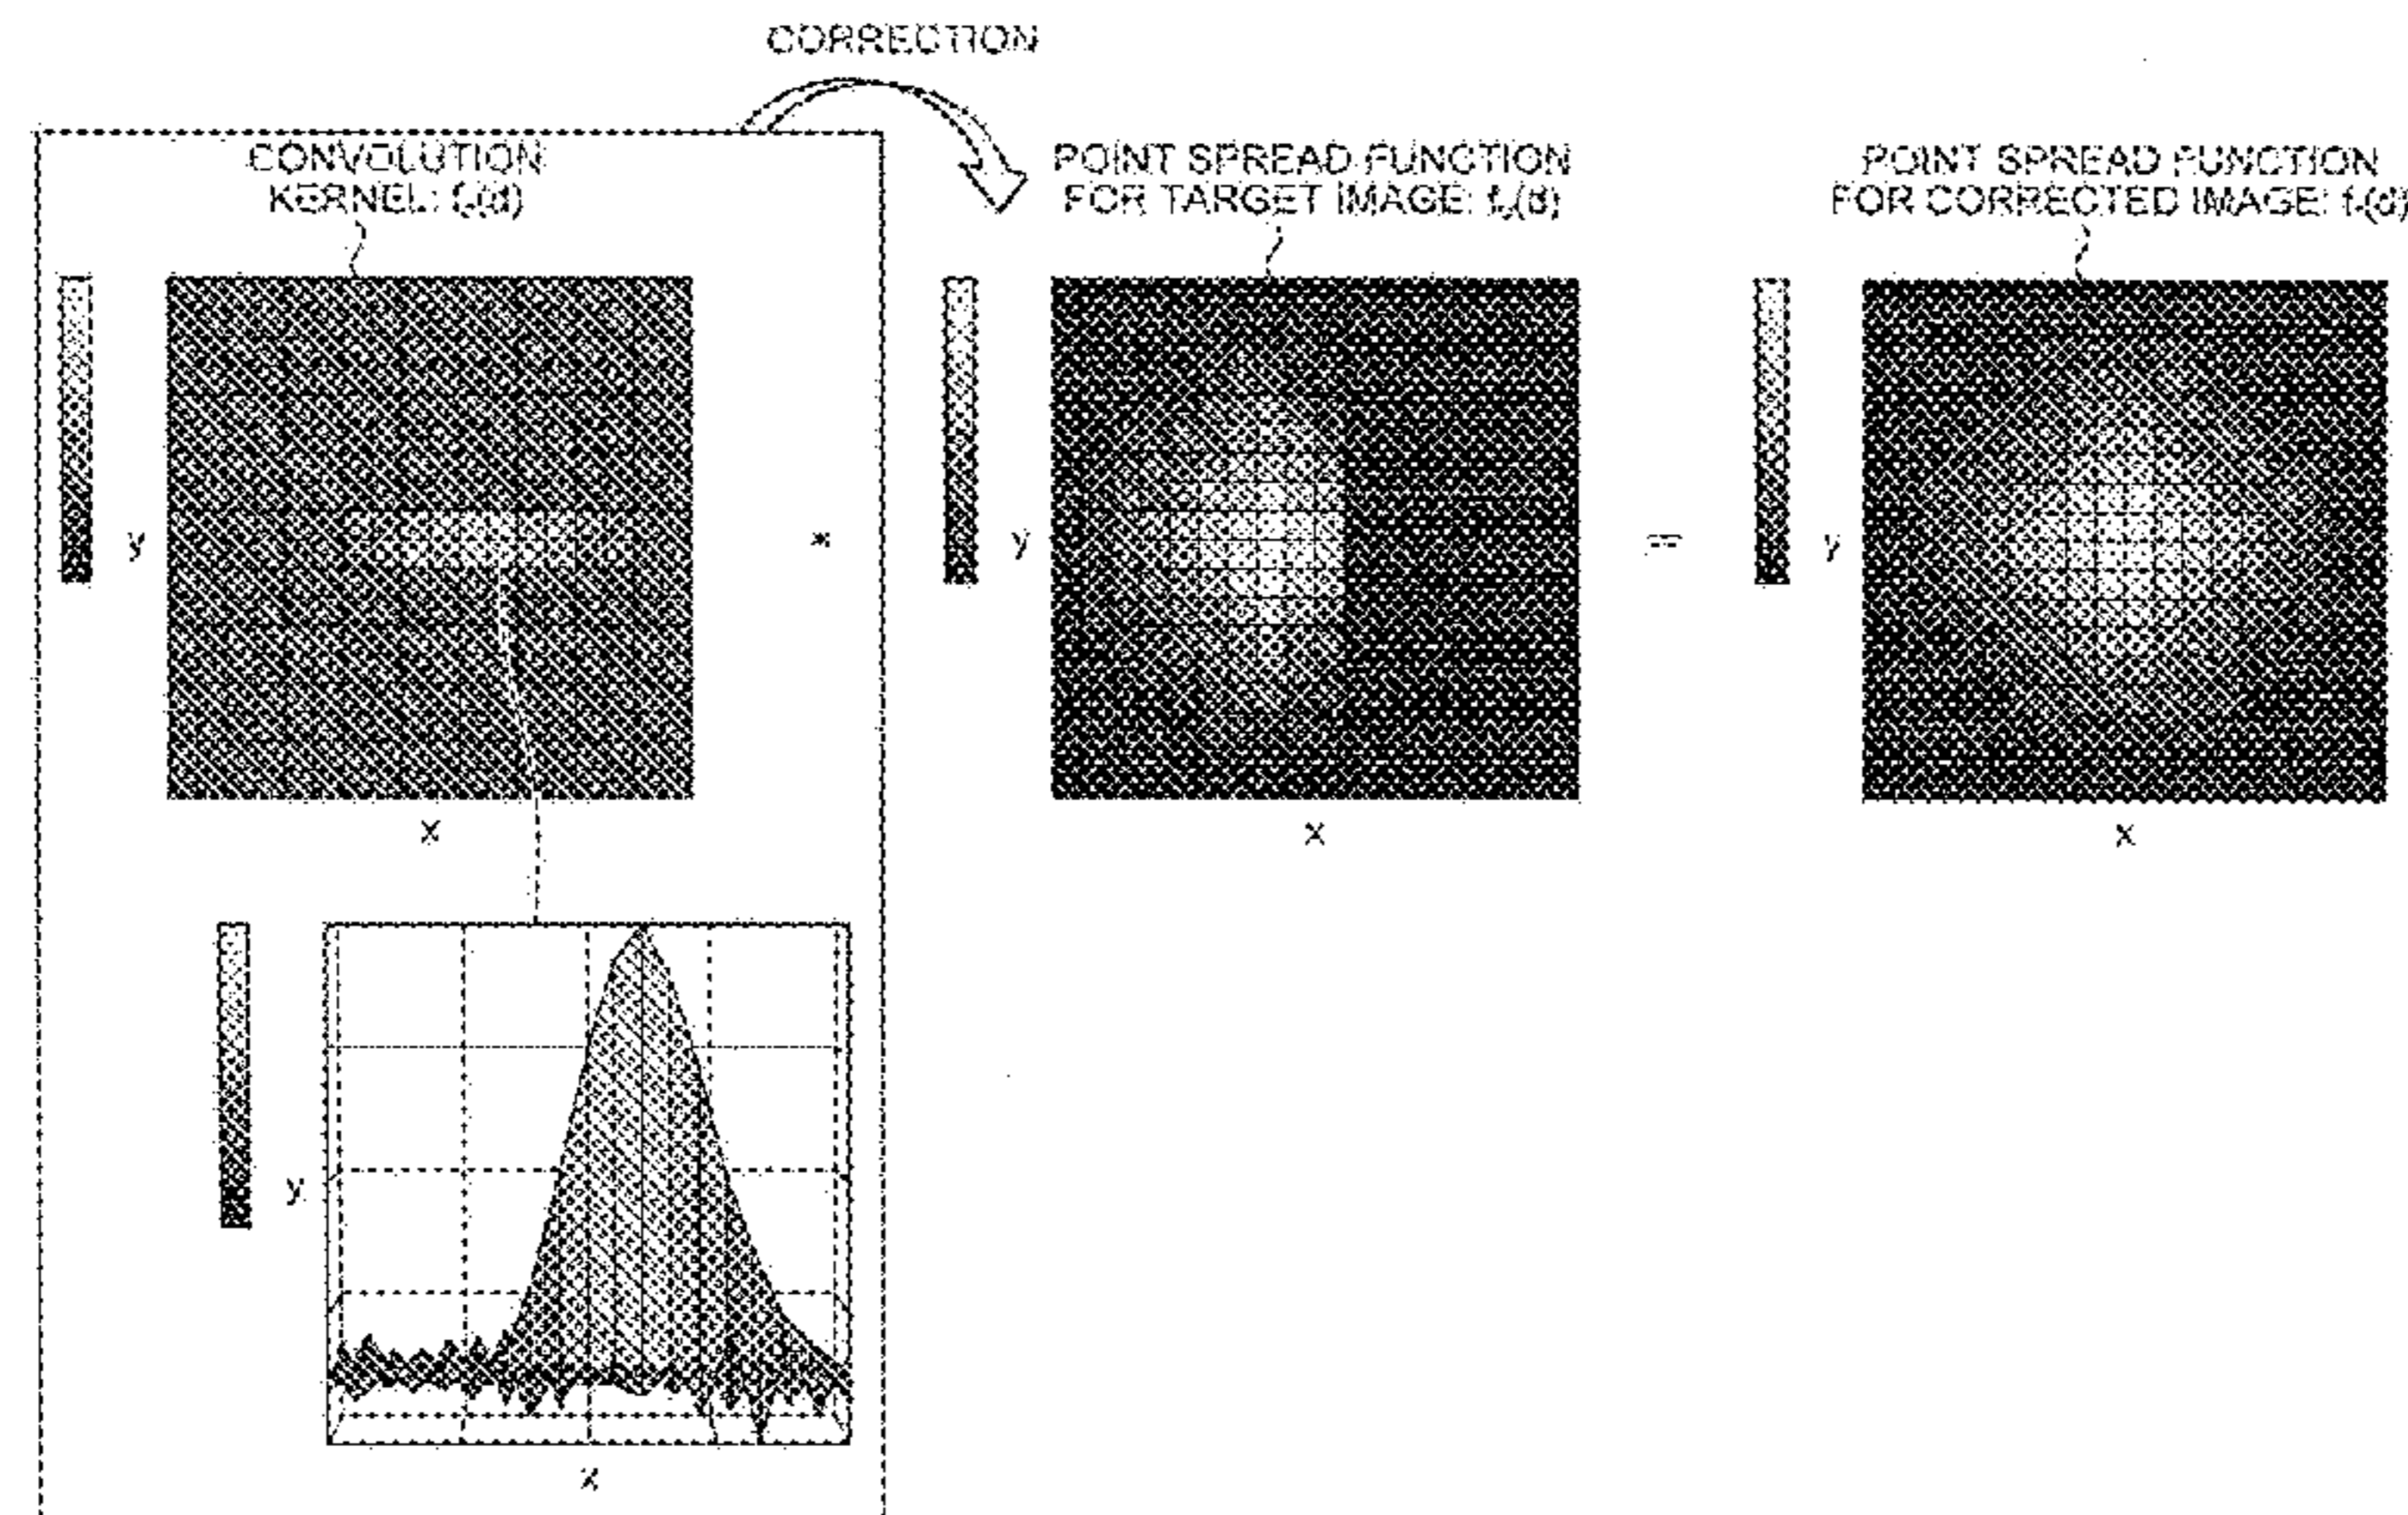 CORRECTION
CONVOLUTION
KERNEL:
POINT SPREAD FUNCTION
FOR TARGET IMAGE:
POINT SPREAD FUNCTION
FOR CORRECTED IMAGE:
y
*
y
=
y
x
x
x
y
x